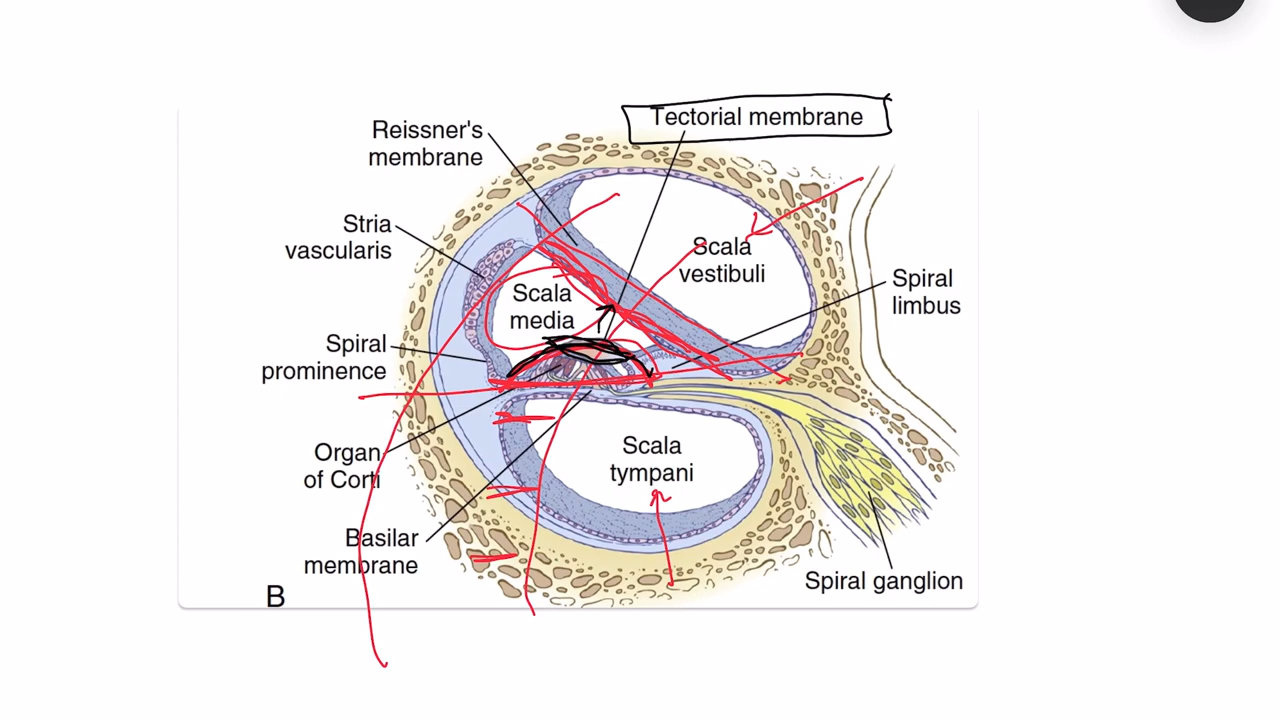 Tectorial membrane
Reissner's
membrane
Stria
vascularis
Scala
vestibuli
Spiral
limbus
Scala
media
Spiral
prominence
Organ
of Corti
Scala
tympani
Basilar
membrane
Spiral ganglion
B